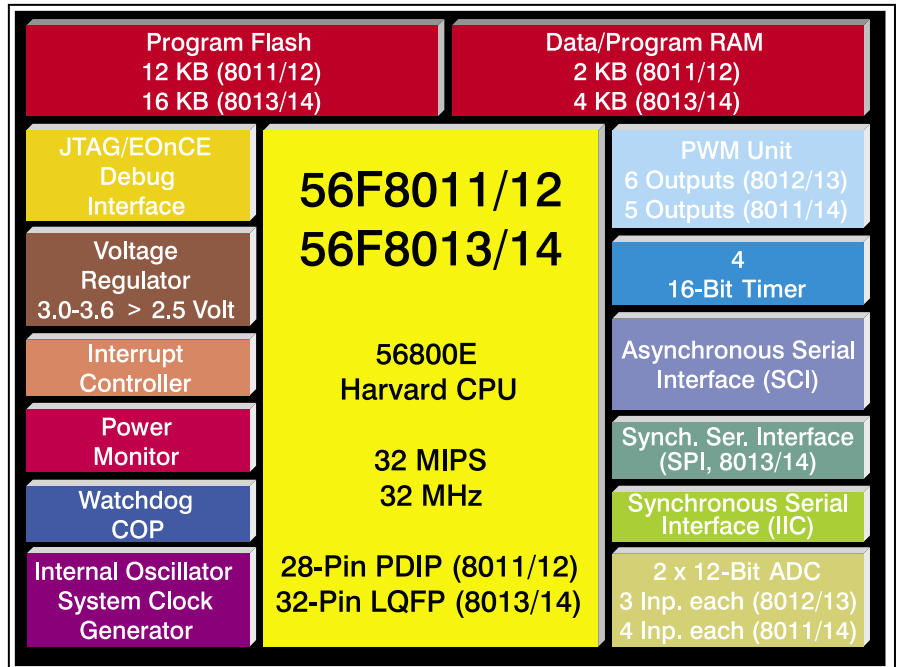 Program Flash
12 KB (8011/12)
16 KB (8013/14)
Data/Program RAM
2 KB (8011/12)
4 KB (8013/14)
JTAG/EOnCE
Debug
Interface
Voltage
Regulator
3.0-3.6 > 2.5 Volt
Interrupt
Controller
Power
Monitor
Watchdog
COP
Internal Oscillator
System Clock
Generator
56F8011/12
56F8013/14
56800E
Harvard CPU
32 MIPS
32 MHz
28-Pin PDIP (8011/12)
32-Pin LQFP (8013/14)
PWM Unit
6 Outputs (8012/13)
5 Outputs (8011/14)
4
16-Bit Timer
Asynchronous Serial
Interface (SCI)
Synch. Ser. Interface
(SPI, 8013/14)
Synchronous Serial
Interface (IIC)
2 x 12-Bit ADC
3 Inp. each (8012/13)
4 Inp. each (8011/14)